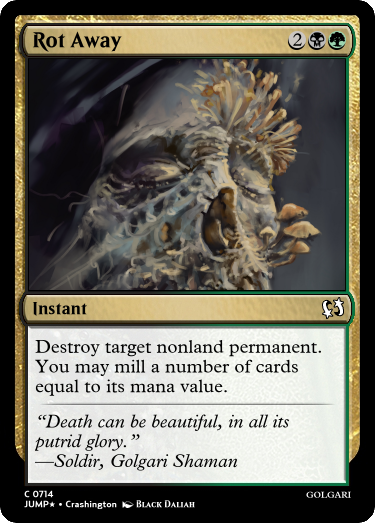 Rot Away 2
Instant
Destroy target nonland permanent.
You may mill a number of cards
equal to its mana value.
“Death can be beautiful, in all its
putrid glory.”
—Soldir, Golgari Shaman
C 0714
GOLGARI
JUMP★ • Crashington BLACK DALIAH